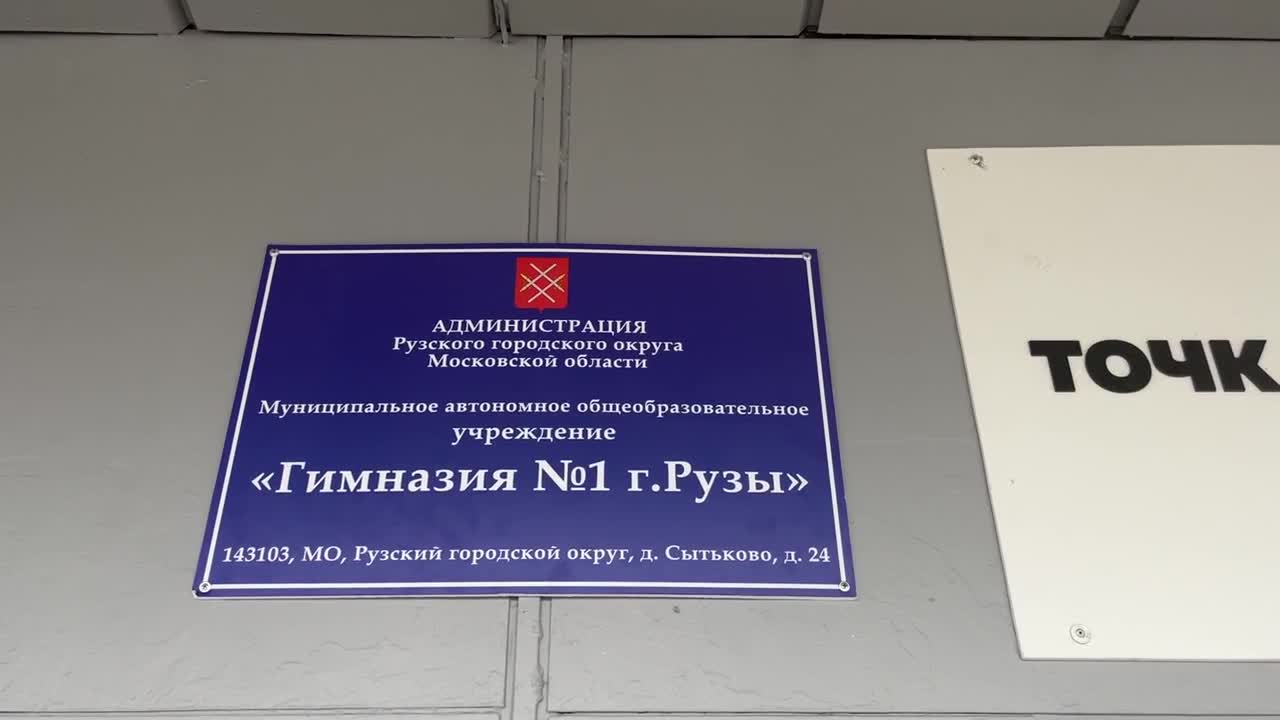 АДМИНИСТРАЦИЯ
Рузского городского округа
Московской области
Муниципальное автономное общеобразовательное
учреждение
«Гимназия №1 г.Рузы»
143103, МО, Рузский городской округ, д. Сытьково, д. 24
ТОЧК